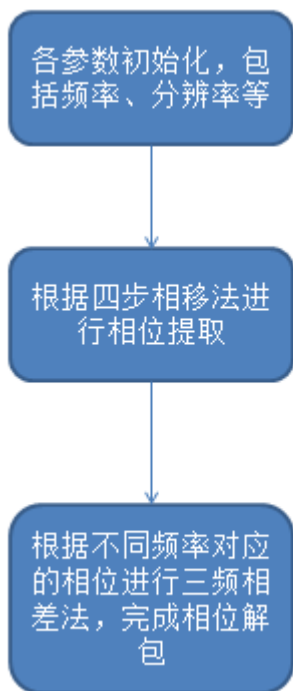 各参数初始化，包
括频率、分辨率等
根据四步相移法进
行相位提取
根据不同频率对应
的相位进行三频相
差法，完成相位解
包